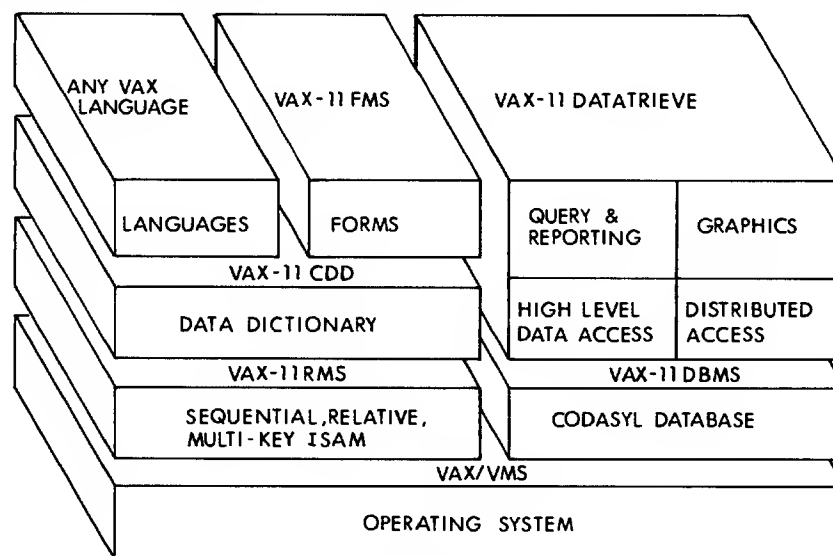 ANY VAX
LANGUAGE
VAX-11 FMS
VAX-11 DATATRIEVE
LANGUAGES
FORMS
QUERY &
REPORTING
GRAPHICS
VAX-11 CDD
DATA DICTIONARY
HIGH LEVEL
DATA ACCESS
DISTRIBUTED
ACCESS
VAX-11RMS
VAX-11DBMS
SEQUENTIAL, RELATIVE,
MULTI-KEY ISAM
CODASYL DATABASE
VAX/VMS
OPERATING SYSTEM